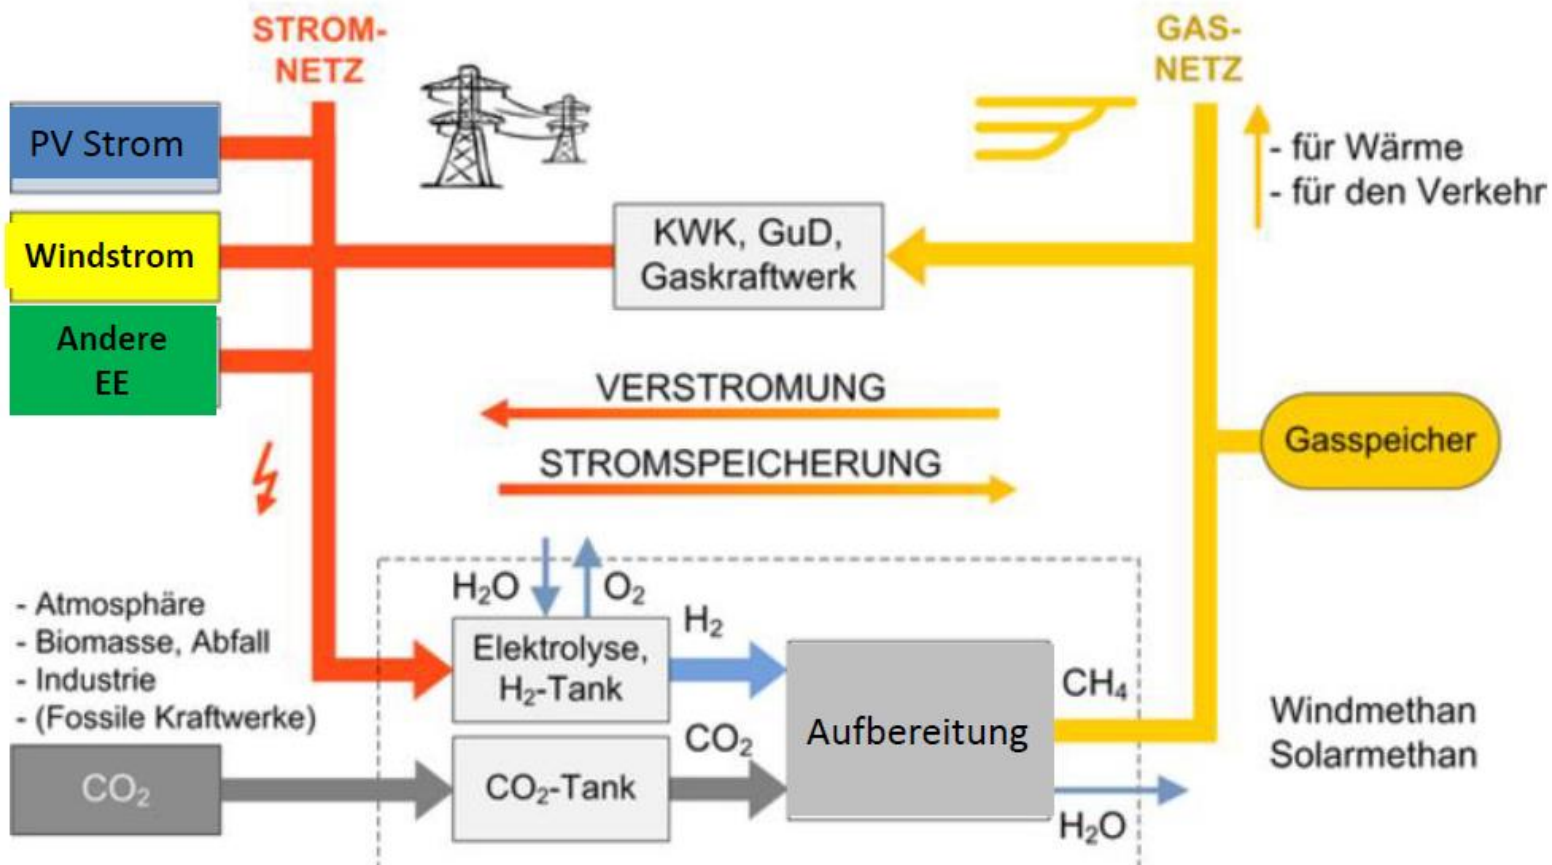 STROM-
NETZ
GAS-
NETZ
PV Strom
- für Wärme
- für den Verkehr
Windstrom
KWK, GuD,
Gaskraftwerk
Andere
EE
VERSTROMUNG
STROMSPEICHERUNG
Gasspeicher
H₂O
O₂
- Atmosphäre
- Biomasse, Abfall
- Industrie
- (Fossile Kraftwerke)
Elektrolyse,
H₂-Tank
H₂
Aufbereitung
CH₄
Windmethan
Solarmethan
CO₂
CO₂-Tank
CO₂
H₂O